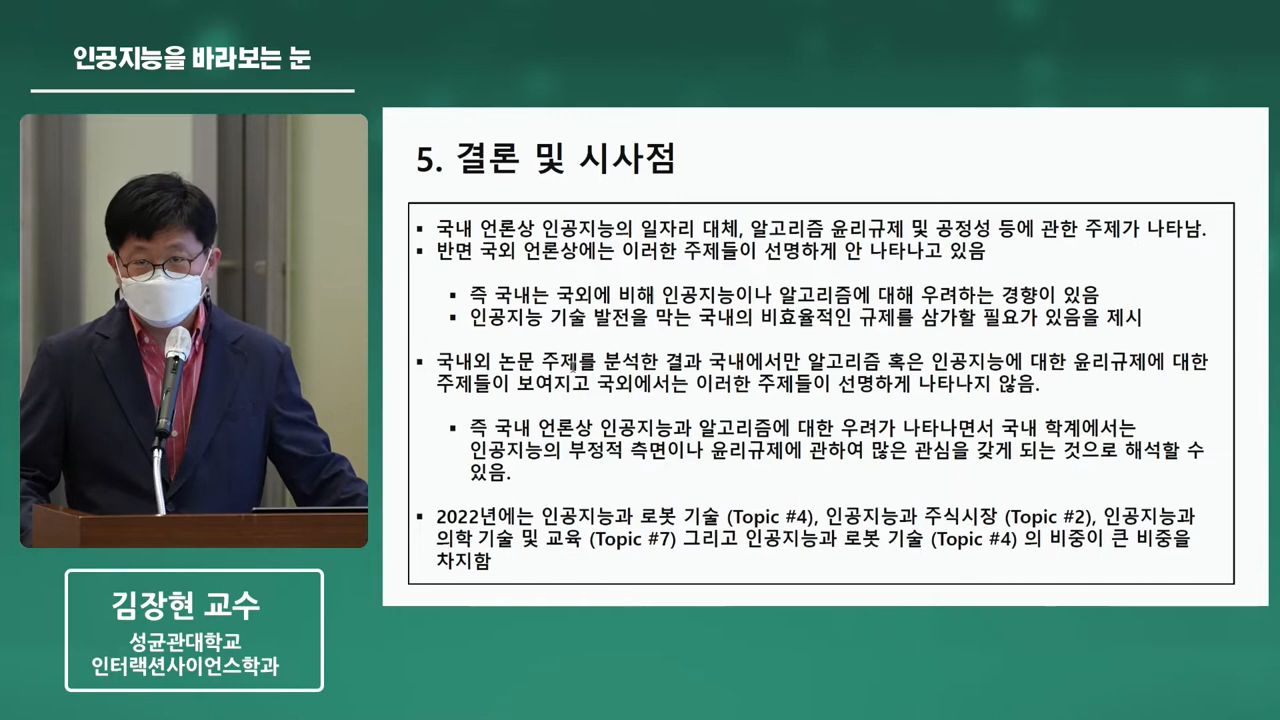 인공지능을 바라보는 눈
5. 결론 및 시사점
▪ 국내 언론상 인공지능의 일자리 대체, 알고리즘 윤리규제 및 공정성 등에 관한 주제가 나타남.
▪ 반면 국외 언론상에는 이러한 주제들이 선명하게 안 나타나고 있음
▪ 즉 국내는 국외에 비해 인공지능이나 알고리즘에 대해 우려하는 경향이 있음
▪ 인공지능 기술 발전을 막는 국내의 비효율적인 규제를 삼가할 필요가 있음을 제시
▪ 국내외 논문 주제를 분석한 결과 국내에서만 알고리즘 혹은 인공지능에 대한 윤리규제에 대한
주제들이 보여지고 국외에서는 이러한 주제들이 선명하게 나타나지 않음.
▪ 즉 국내 언론상 인공지능과 알고리즘에 대한 우려가 나타나면서 국내 학계에서는
인공지능의 부정적 측면이나 윤리규제에 관하여 많은 관심을 갖게 되는 것으로 해석할 수
있음.
▪ 2022년에는 인공지능과 로봇 기술 (Topic #4), 인공지능과 주식시장 (Topic #2), 인공지능과
의학 기술 및 교육 (Topic #7) 그리고 인공지능과 로봇 기술 (Topic #4) 의 비중이 큰 비중을
차지함
김장현 교수
성균관대학교
인터랙션사이언스학과